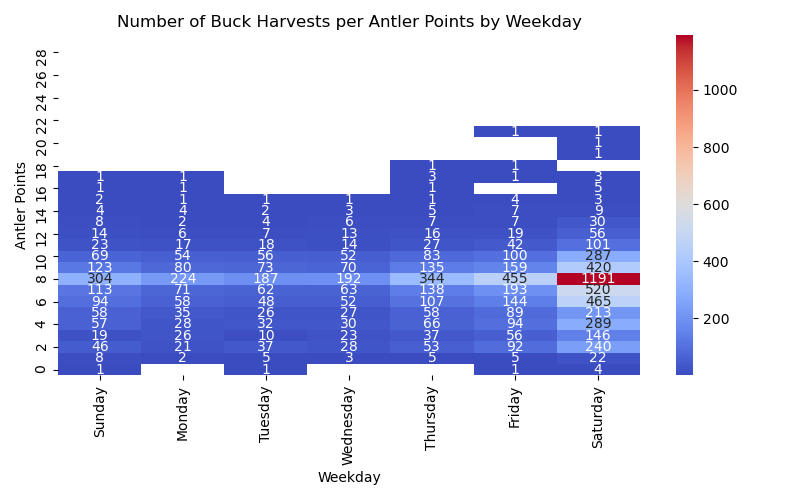 Number of Buck Harvests per Antler Points by Weekday
Antler Points
28
26
24
22
20
18
16
14
12
10
8
6
4
2
0
1 1
1
1
1 1
1 1 3 1 3
1 1 1 5
2 1 1 1 1 4 3
4 4 2 3 5 7 9
8 2 4 6 7 7 30
14 6 7 13 16 19 56
23 17 18 14 27 42 101
69 54 56 52 83 100 287
123 80 73 70 135 159 420
304 224 187 192 344 455 1191
113 71 62 63 138 193 520
94 58 48 52 107 144 465
58 35 26 27 58 89 213
57 28 32 30 66 94 289
19 26 10 23 37 56 146
46 21 37 28 53 92 240
8 2 5 3 5 5 22
1 1 1 4
Sunday
Monday
Tuesday
Wednesday
Thursday
Friday
Saturday
Weekday
1000
800
600
400
200